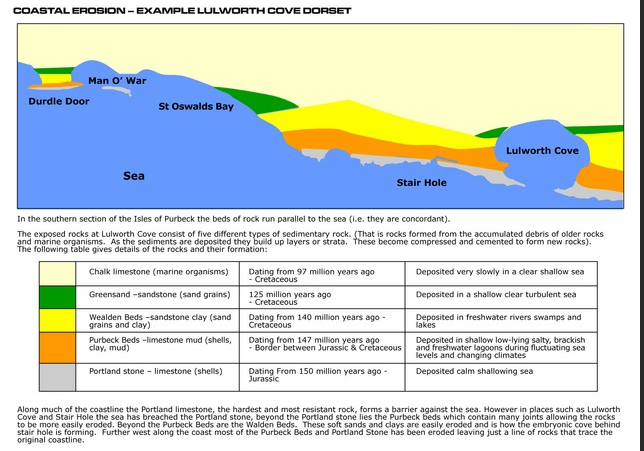 COASTAL EROSION – EXAMPLE LULWORTH COVE DORSET
Man O’ War
Durdle Door
St Oswalds Bay
Lulworth Cove
Sea
Stair Hole
In the southern section of the Isles of Purbeck the beds of rock run parallel to the sea (i.e. they are concordant).
The exposed rocks at Lulworth Cove consist of five different types of sedimentary rock. (That is rocks formed from the accumulated debris of older rocks
and marine organisms. As the sediments are deposited they build up layers or strata. These become compressed and cemented to form new rocks).
The following table gives details of the rocks and their formation:
Chalk limestone (marine organisms)
Dating from 97 million years ago
- Cretaceous
Deposited very slowly in a clear shallow sea
Greensand –sandstone (sand grains)
125 million years ago
- Cretaceous
Deposited in a shallow clear turbulent sea
Wealden Beds –sandstone clay (sand
grains and clay)
Dating from 140 million years ago -
Cretaceous
Deposited in freshwater rivers swamps and
lakes
Purbeck Beds –limestone mud (shells,
clay, mud)
Dating from 147 million years ago
- Border between Jurassic & Cretaceous
Deposited in shallow low-lying salty, brackish
and freshwater lagoons during fluctuating sea
levels and changing climates
Portland stone – limestone (shells)
Dating From 150 million years ago -
Jurassic
Deposited calm shallowing sea
Along much of the coastline the Portland limestone, the hardest and most resistant rock, forms a barrier against the sea. However in places such as Lulworth
Cove and Stair Hole the sea has breached the Portland stone, beyond the Portland stone lies the Purbeck beds which contain many joints allowing the rocks
to be more easily eroded. Beyond the Purbeck Beds are the Walden Beds. These soft sands and clays are easily eroded and is how the embryonic cove behind
stair hole is forming. Further west along the coast most of the Purbeck Beds and Portland Stone has been eroded leaving just a line of rocks that trace the
original coastline.